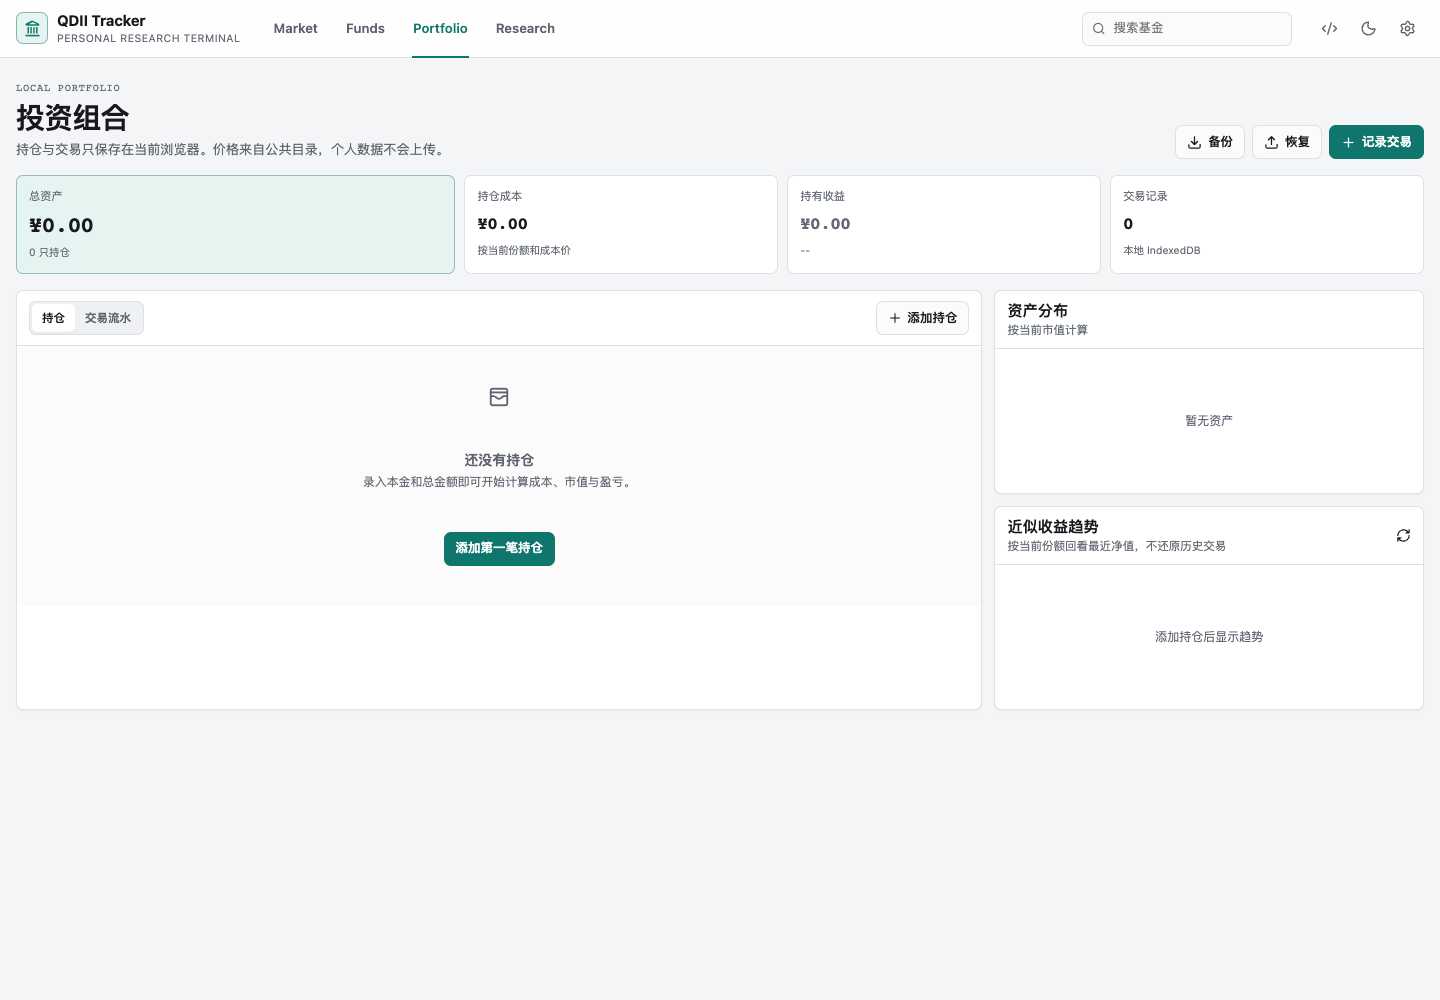 QDII Tracker
PERSONAL RESEARCH TERMINAL
Market
Funds
Portfolio
Research
搜索基金
LOCAL PORTFOLIO
投资组合
持仓与交易只保存在当前浏览器。价格来自公共目录，个人数据不会上传。
备份
恢复
记录交易
总资产
¥0.00
0 只持仓
持仓成本
¥0.00
按当前份额和成本价
持有收益
¥0.00
--
交易记录
0
本地 IndexedDB
持仓
交易流水
添加持仓
还没有持仓
录入本金和总金额即可开始计算成本、市值与盈亏。
添加第一笔持仓
资产分布
按当前市值计算
暂无资产
近似收益趋势
按当前份额回看最近净值，不还原历史交易
添加持仓后显示趋势